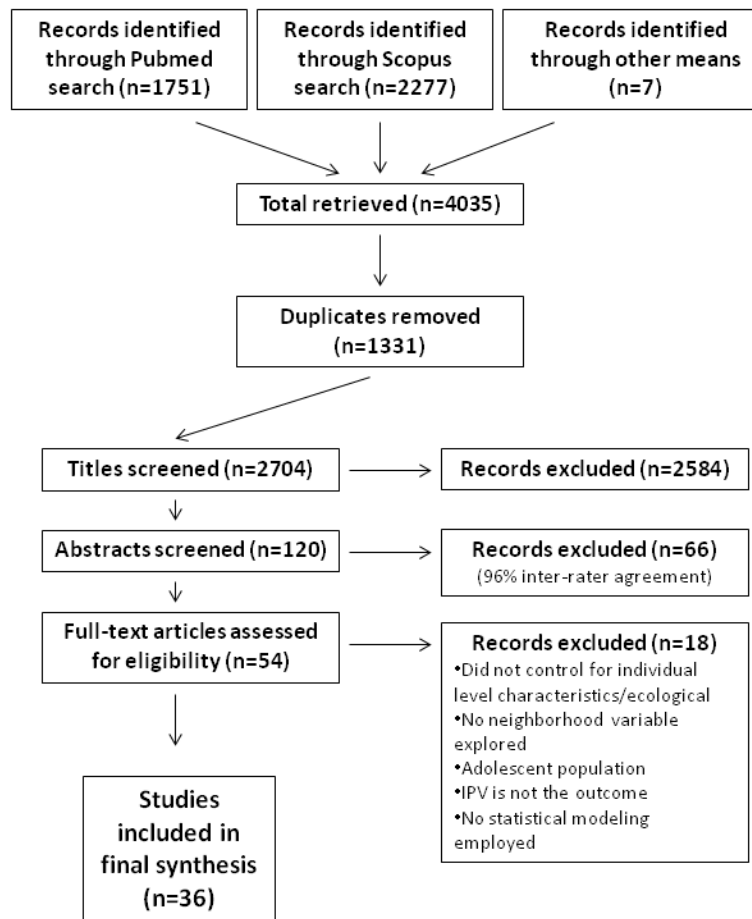 Records identified
through Pubmed
search (n=1751)
Records identified
through Scopus
search (n=2277)
Records identified
through other means
(n=7)
Total retrieved (n=4035)
Duplicates removed
(n=1331)
Titles screened (n=2704)
Records excluded (n=2584)
Abstracts screened (n=120)
Records excluded (n=66)
(96% inter-rater agreement)
Full-text articles assessed
for eligibility (n=54)
Records excluded (n=18)
•Did not control for individual
level characteristics/ecological
•No neighborhood variable
explored
•Adolescent population
•IPV is not the outcome
•No statistical modeling
employed
Studies
included in
final synthesis
(n=36)